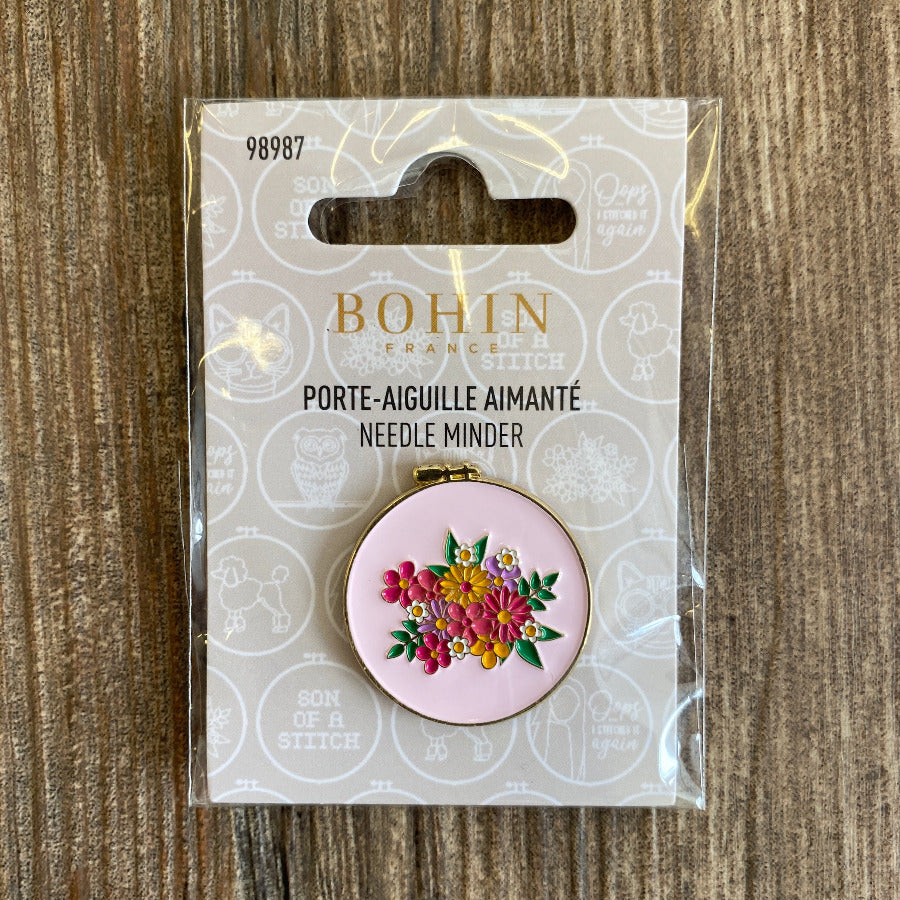 98987
SON
OF A
STITCH
Oops
I STITCHED IT
again
BOHIN
FRANCE
OF A
STITCH
PORTE-AIGUILLE AIMANTÉ
NEEDLE MINDER
again
SON
OF A
STITCH
Oops
I STITCHED IT
again